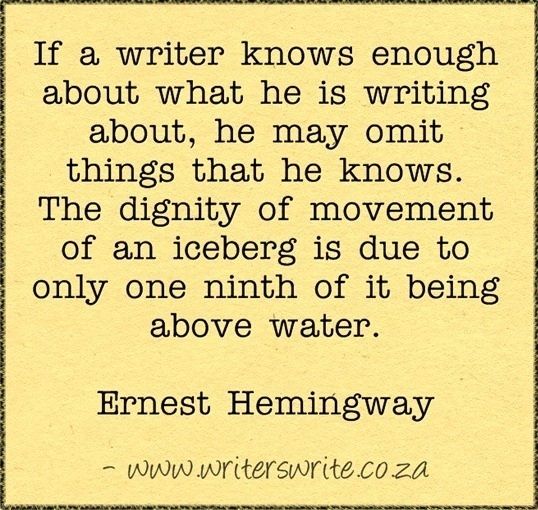 If a writer knows enough
about what he is writing
about, he may omit
things that he knows.
The dignity of movement
of an iceberg is due to
only one ninth of it being
above water.
Ernest Hemingway
- www.writerswrite.co.za